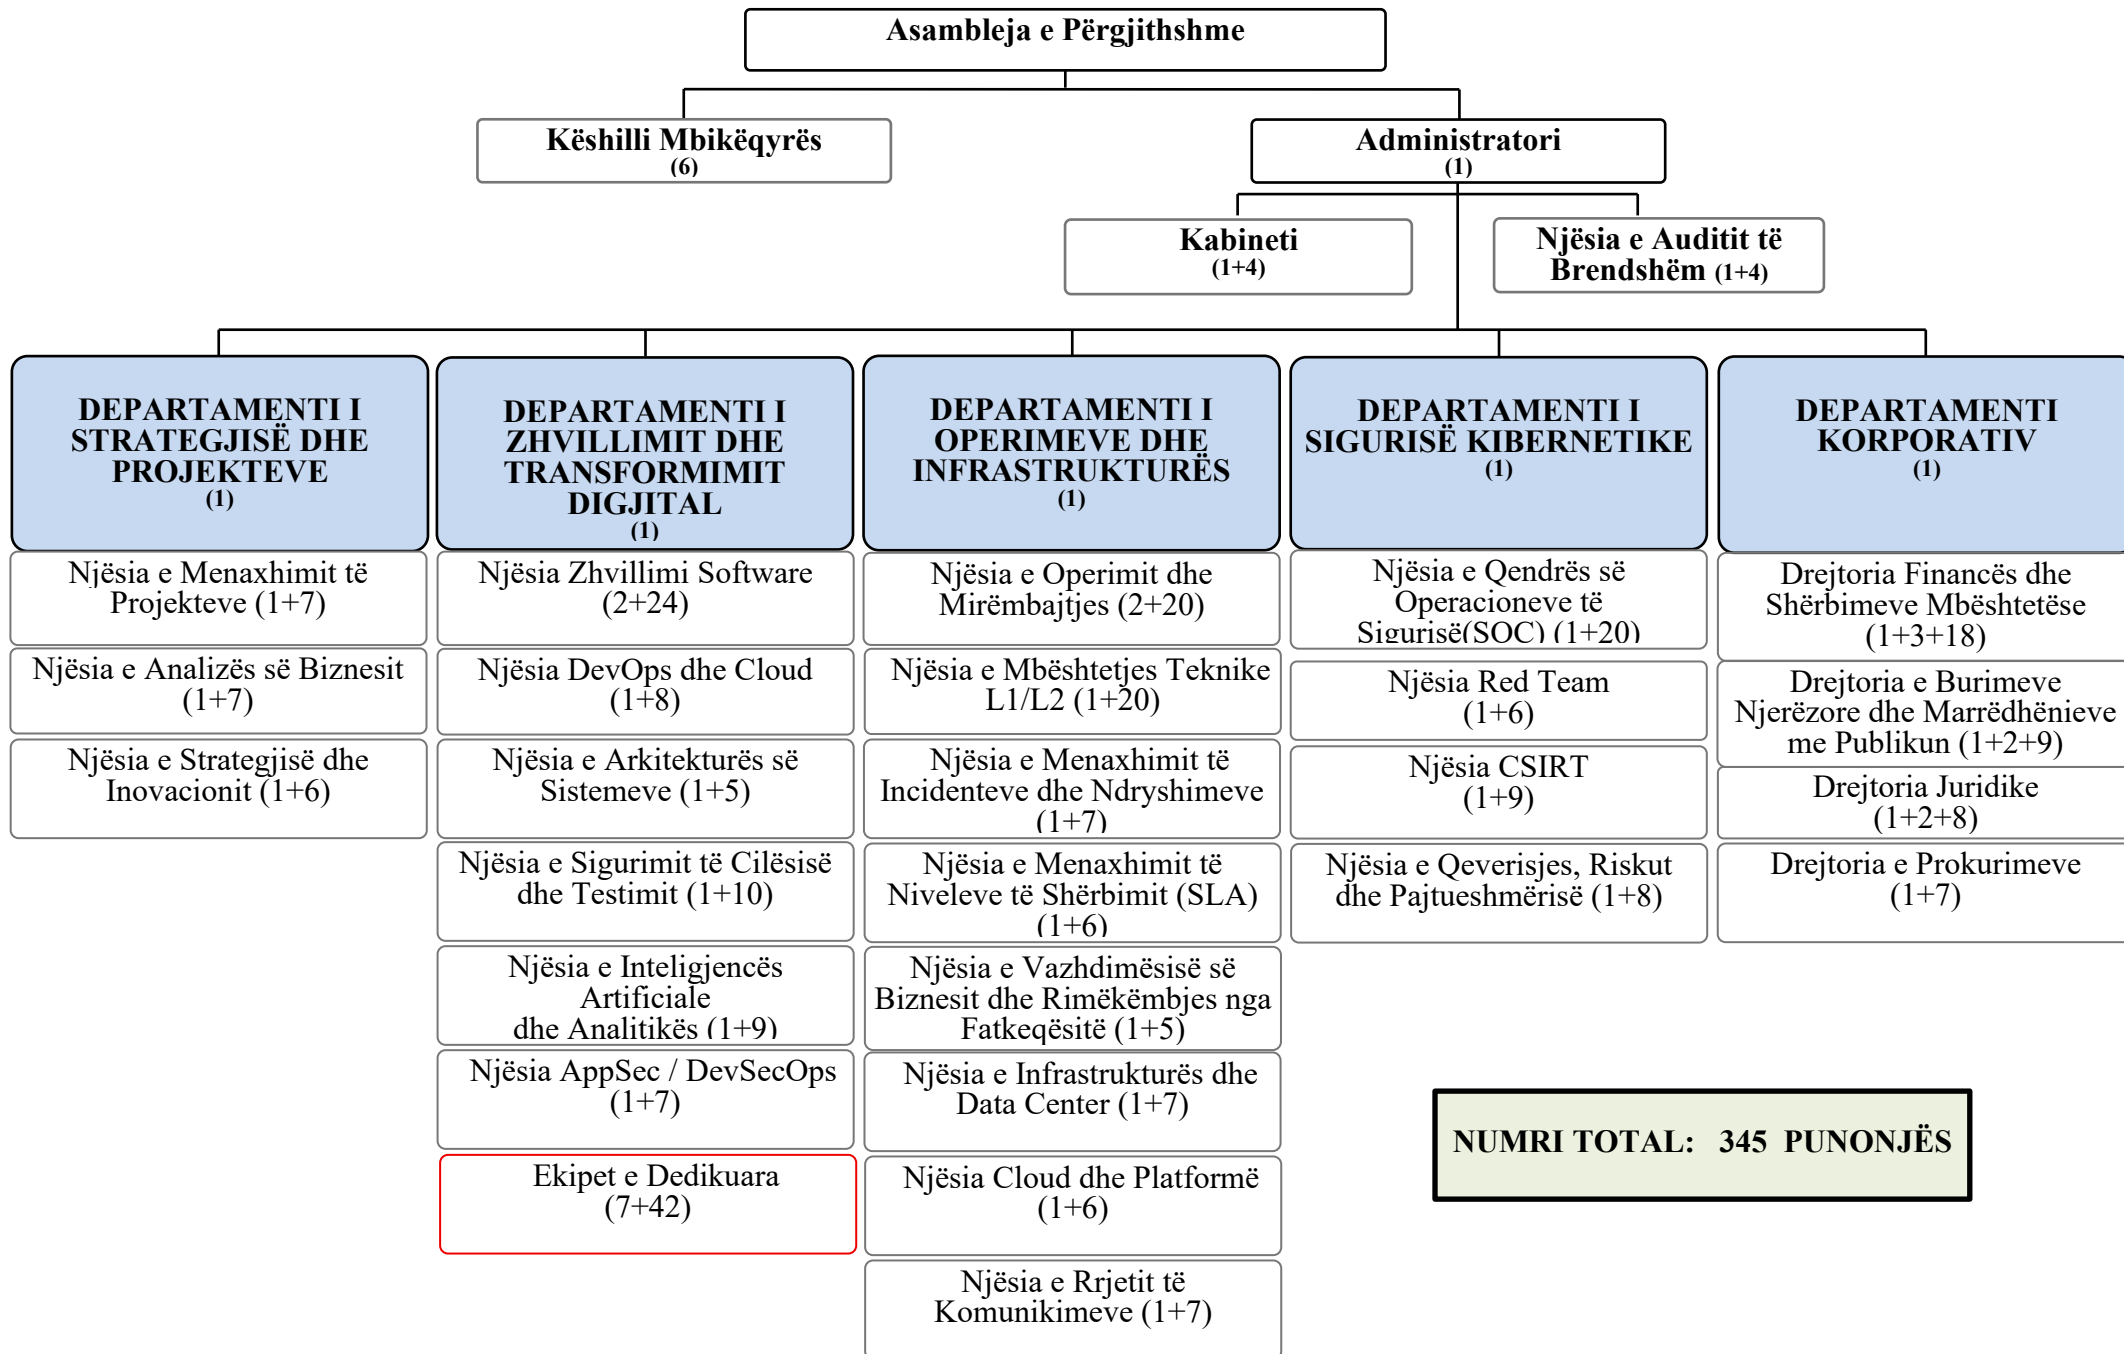 Asambleja e Përgjithshme
Këshilli Mbikëqyrës
(6)
Administratori
(1)
Kabineti
(1+4)
Njësia e Auditit të
Brendshëm (1+4)
DEPARTAMENTI I
STRATEGJISË DHE
PROJEKTEVE
(1)
Njësia e Menaxhimit të
Projekteve (1+7)
Njësia e Analizës së Biznesit
(1+7)
Njësia e Strategjisë dhe
Inovacionit (1+6)
DEPARTAMENTI I
ZHVILLIMIT DHE
TRANSFORMIMIT
DIGJITAL
(1)
Njësia Zhvillimi Software
(2+24)
Njësia DevOps dhe Cloud
(1+8)
Njësia e Arkitekturës së
Sistemeve (1+5)
Njësia e Sigurimit të Cilësisë
dhe Testimit (1+10)
Njësia e Inteligjencës
Artificiale
dhe Analitikës (1+9)
Njësia AppSec / DevSecOps
(1+7)
Ekipet e Dedikuara
(7+42)
DEPARTAMENTI I
OPERIMEVE DHE
INFRASTRUKTURËS
(1)
Njësia e Operimit dhe
Mirëmbajtjes (2+20)
Njësia e Mbështetjes Teknike
L1/L2 (1+20)
Njësia e Menaxhimit të
Incidenteve dhe Ndryshimeve
(1+7)
Njësia e Menaxhimit të
Niveleve të Shërbimit (SLA)
(1+6)
Njësia e Vazhdimësisë së
Biznesit dhe Rimëkëmbjes nga
Fatkeqësitë (1+5)
Njësia e Infrastrukturës dhe
Data Center (1+7)
Njësia Cloud dhe Platformë
(1+6)
Njësia e Rrjetit të
Komunikimeve (1+7)
DEPARTAMENTI I
SIGURISË KIBERNETIKE
(1)
Njësia e Qendrës së
Operacioneve të
Sigurisë(SOC) (1+20)
Njësia Red Team
(1+6)
Njësia CSIRT
(1+9)
Njësia e Qeverisjes, Riskut
dhe Pajtueshmërisë (1+8)
DEPARTAMENTI
KORPORATIV
(1)
Drejtoria Financës dhe
Shërbimeve Mbështetëse
(1+3+18)
Drejtoria e Burimeve
Njerëzore dhe Marrëdhënieve
me Publikun (1+2+9)
Drejtoria Juridike
(1+2+8)
Drejtoria e Prokurimeve
(1+7)
NUMRI TOTAL: 345 PUNONJËS